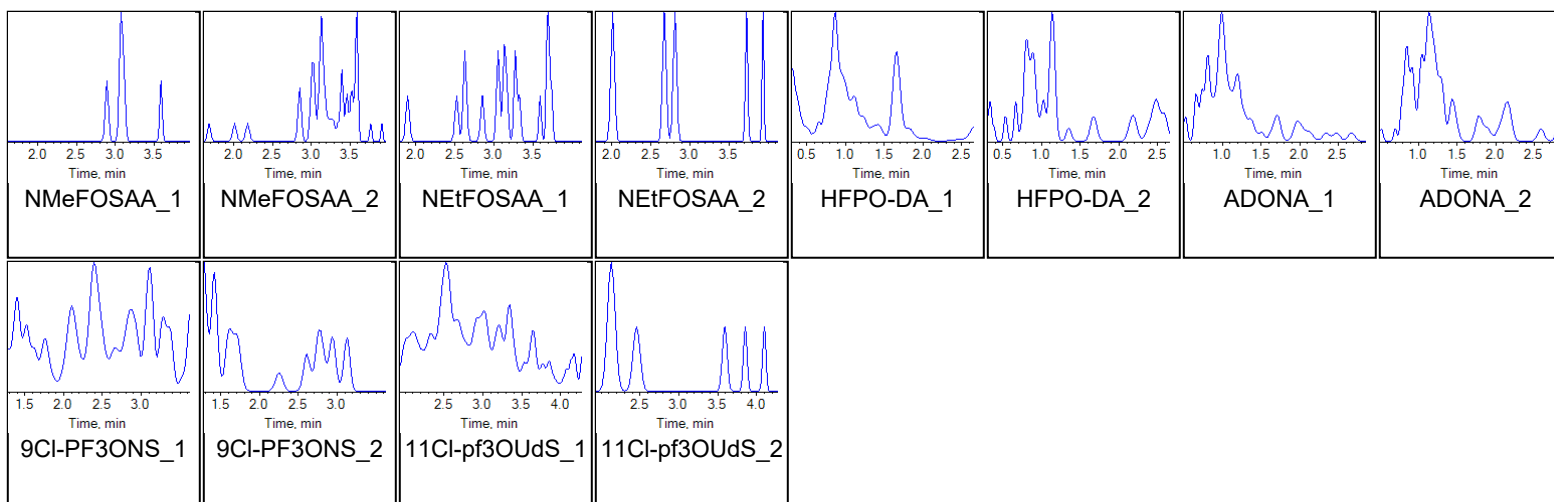 2.0 2.5 3.0 3.5
Time, min
NMeFOSAA_1
2.0 2.5 3.0 3.5
Time, min
NMeFOSAA_2
2.0 2.5 3.0 3.5
Time, min
NEtFOSAA_1
2.0 2.5 3.0 3.5
Time, min
NEtFOSAA_2
0.5 1.0 1.5 2.0 2.5
Time, min
HFPO-DA_1
0.5 1.0 1.5 2.0 2.5
Time, min
HFPO-DA_2
1.0 1.5 2.0 2.5
Time, min
ADONA_1
1.0 1.5 2.0 2.5
Time, min
ADONA_2
1.5 2.0 2.5 3.0
Time, min
9Cl-PF3ONS_1
1.5 2.0 2.5 3.0
Time, min
9Cl-PF3ONS_2
2.5 3.0 3.5 4.0
Time, min
11Cl-pf3OUdS_1
2.5 3.0 3.5 4.0
Time, min
11Cl-pf3OUdS_2